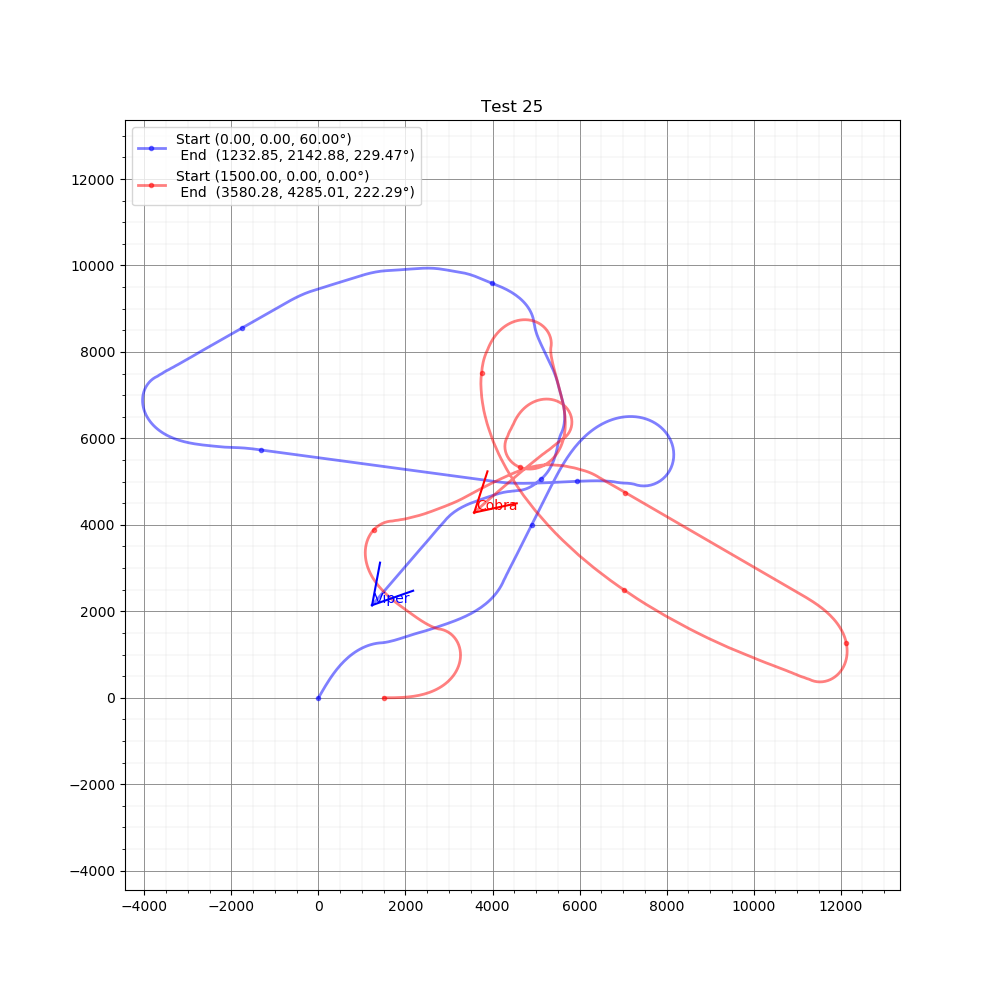 Test 25
Start (0.00, 0.00, 60.00°)
End (1232.85, 2142.88, 229.47°)
Start (1500.00, 0.00, 0.00°)
End (3580.28, 4285.01, 222.29°)
12000
10000
8000
6000
4000
2000
0
−2000
−4000
Cobra
Viper
−4000 −2000 0 2000 4000 6000 8000 10000 12000